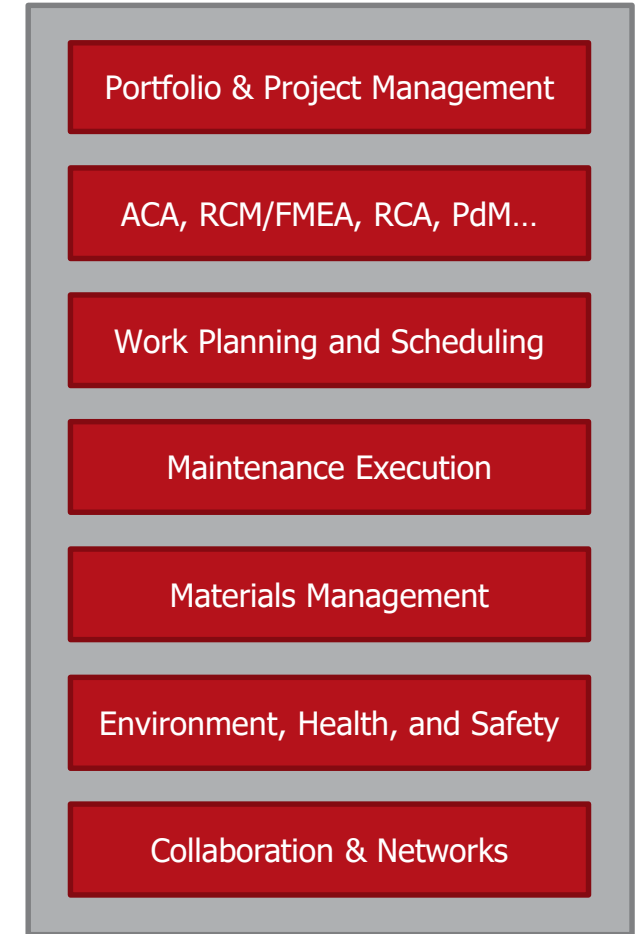 Portfolio & Project Management
ACA, RCM/FMEA, RCA, PdM…
Work Planning and Scheduling
Maintenance Execution
Materials Management
Environment, Health, and Safety
Collaboration & Networks